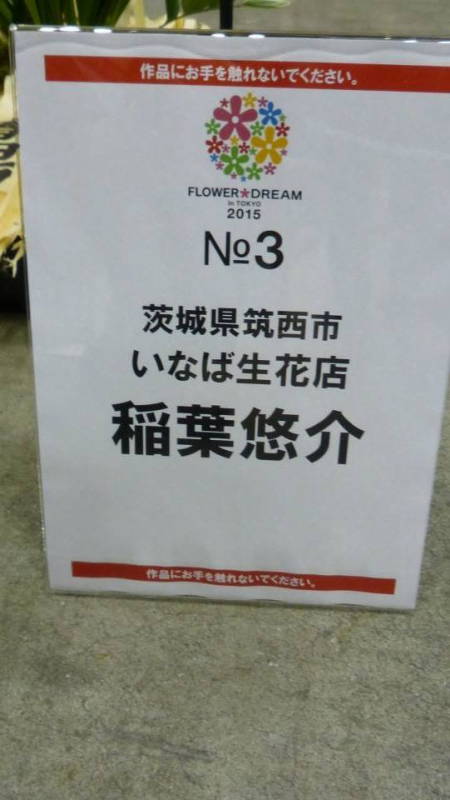 作品にお手を触れないでください。
FLOWER★DREAM
in TOKYO
2015
№3
茨城県筑西市
いなば生花店
稲葉悠介
作品にお手を触れないでください。